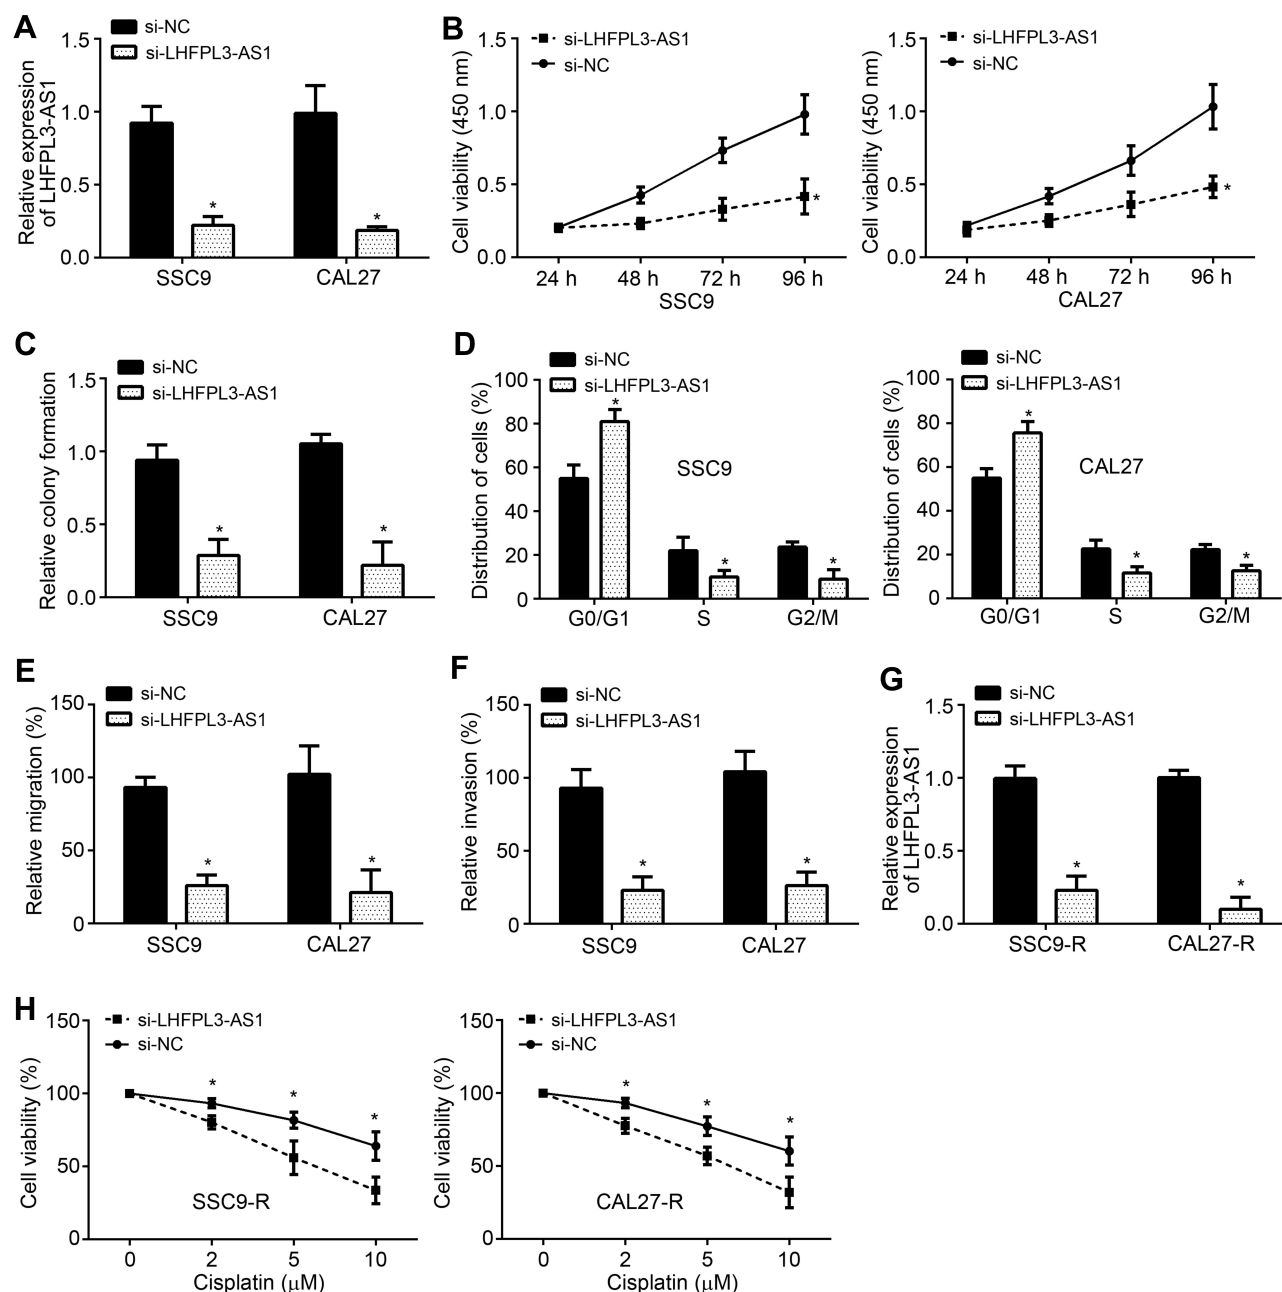 A
si-NC
si-LHFPL3-AS1
Relative expression
of LHFPL3-AS1
1.5
1.0
0.5
0.0
*
*
SSC9
CAL27
B
si-LHFPL3-AS1
si-NC
Cell viability (450 nm)
1.5
1.0
0.5
0.0
*
24 h 48 h 72 h 96 h
SSC9
si-LHFPL3-AS1
si-NC
Cell viability (450 nm)
1.5
1.0
0.5
0.0
*
24 h 48 h 72 h 96 h
CAL27
C
si-NC
si-LHFPL3-AS1
Relative colony formation
1.5
1.0
0.5
0.0
*
*
SSC9
CAL27
D
si-NC
si-LHFPL3-AS1
Distribution of cells (%)
100
80
60
40
20
0
*
*
*
SSC9
G0/G1 S G2/M
si-NC
si-LHFPL3-AS1
Distribution of cells (%)
100
80
60
40
20
0
*
*
*
CAL27
G0/G1 S G2/M
E
si-NC
si-LHFPL3-AS1
Relative migration (%)
150
100
50
0
*
*
SSC9
CAL27
F
si-NC
si-LHFPL3-AS1
Relative invasion (%)
150
100
50
0
*
*
SSC9
CAL27
G
si-NC
si-LHFPL3-AS1
Relative expression
of LHFPL3-AS1
1.5
1.0
0.5
0.0
*
*
SSC9-R
CAL27-R
H
si-LHFPL3-AS1
si-NC
Cell viability (%)
150
100
50
0
*
*
*
SSC9-R
0 2 5 10
Cisplatin (μM)
si-LHFPL3-AS1
si-NC
Cell viability (%)
150
100
50
0
*
*
*
CAL27-R
0 2 5 10
Cisplatin (μM)